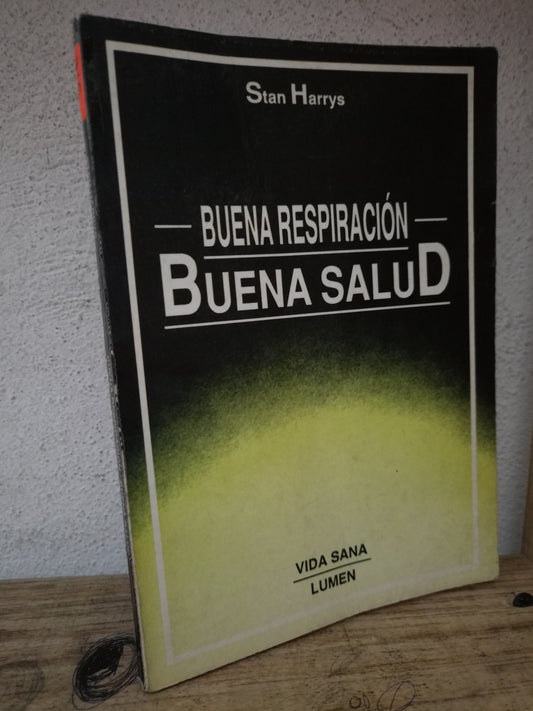 Stan Harrys
BUENA RESPIRACIÓN
BUENA SALUD
VIDA SANA
LUMEN